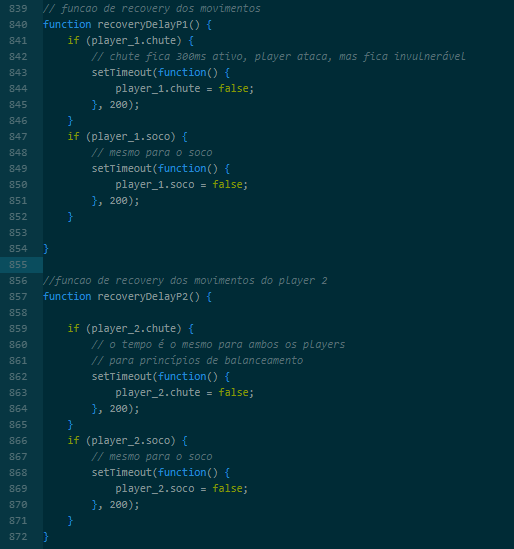 839 // funcao de recovery dos movimentos
840 function recoveryDelayP1() {
841     if (player_1.chute) {
842         // chute fica 300ms ativo, player ataca, mas fica invulnerável
843         setTimeout(function() {
844             player_1.chute = false;
845         }, 200);
846     }
847     if (player_1.soco) {
848         // mesmo para o soco
849         setTimeout(function() {
850             player_1.soco = false;
851         }, 200);
852     }
853
854 }
855
856 //funcao de recovery dos movimentos do player 2
857 function recoveryDelayP2() {
858
859     if (player_2.chute) {
860         // o tempo é o mesmo para ambos os players
861         // para princípios de balanceamento
862         setTimeout(function() {
863             player_2.chute = false;
864         }, 200);
865     }
866     if (player_2.soco) {
867         // mesmo para o soco
868         setTimeout(function() {
869             player_2.soco = false;
870         }, 200);
871     }
872 }